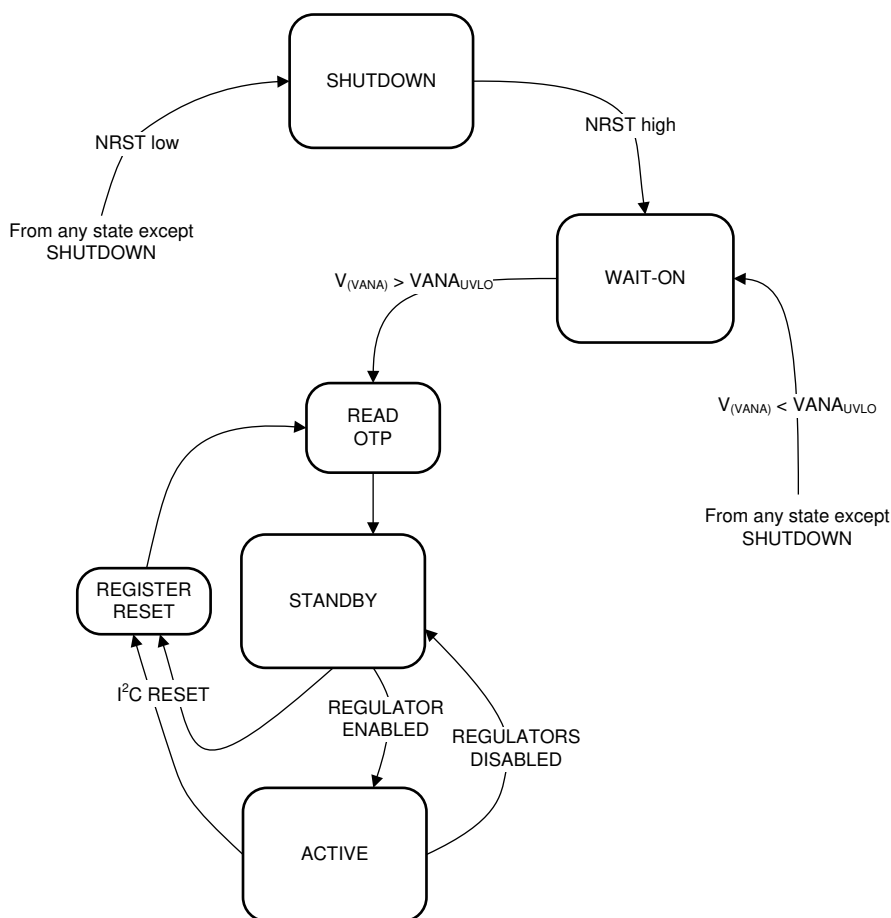 SHUTDOWN
NRST low
NRST high
From any state except
SHUTDOWN
WAIT-ON
V(VANA) > VANAUVLO
READ
OTP
V(VANA) < VANAUVLO
From any state except
SHUTDOWN
REGISTER
RESET
STANDBY
I²C RESET
REGULATOR
ENABLED
REGULATORS
DISABLED
ACTIVE